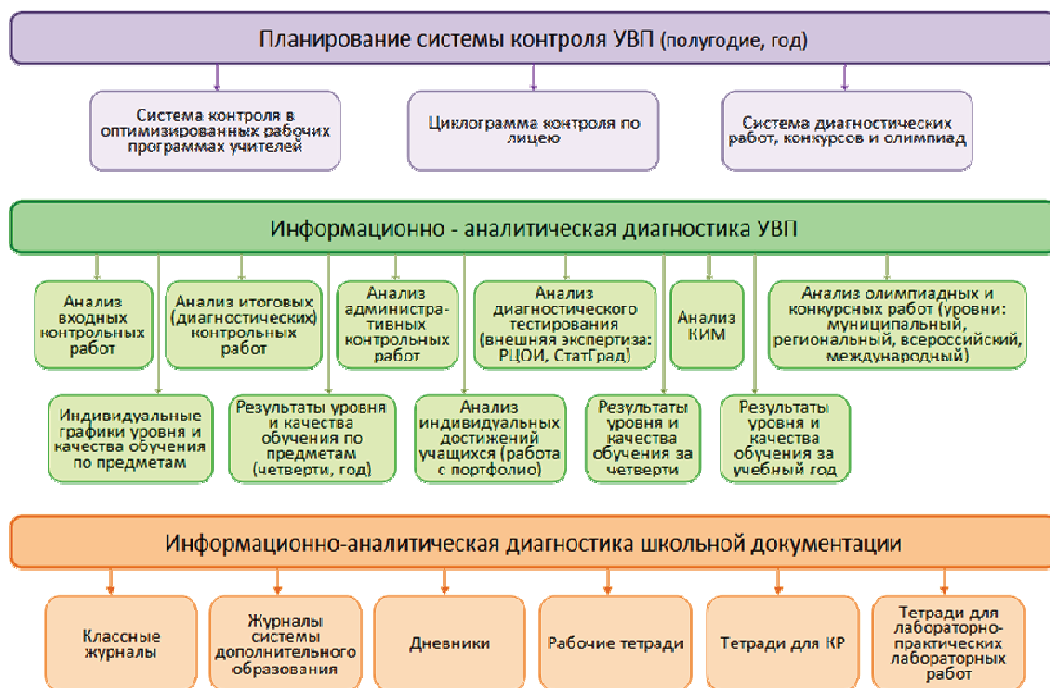 Планирование системы контроля УВП (полугодие, год)
Система контроля в
оптимизированных рабочих
программах учителей
Циклограмма контроля по
лицею
Система диагностических
работ, конкурсов и олимпиад
Информационно - аналитическая диагностика УВП
Анализ
входных
контрольных
работ
Анализ итоговых
(диагностических)
контрольных
работ
Анализ
административ-
ративных
контрольных
работ
Анализ
диагностического
тестирования
(внешняя экспертиза:
РЦОИ, СтатГрад)
Анализ
КИМ
Анализ олимпиадных и
конкурсных работ (уровни:
муниципальный,
региональный, всероссийский,
международный)
Индивидуальные
графики уровня и
качества обучения
по предметам
Результаты уровня
и качества
обучения по
предметам
(четверти, год)
Анализ
индивидуальных
достижений
учащихся (работа
с портфолио)
Результаты
уровня и
качества
обучения за
четверти
Результаты
уровня и
качества
обучения за
учебный год
Информационно-аналитическая диагностика школьной документации
Классные
журналы
Журналы
системы
дополнительного
образования
Дневники
Рабочие тетради
Тетради для КР
Тетради для
лабораторно-
практических
лабораторных
работ